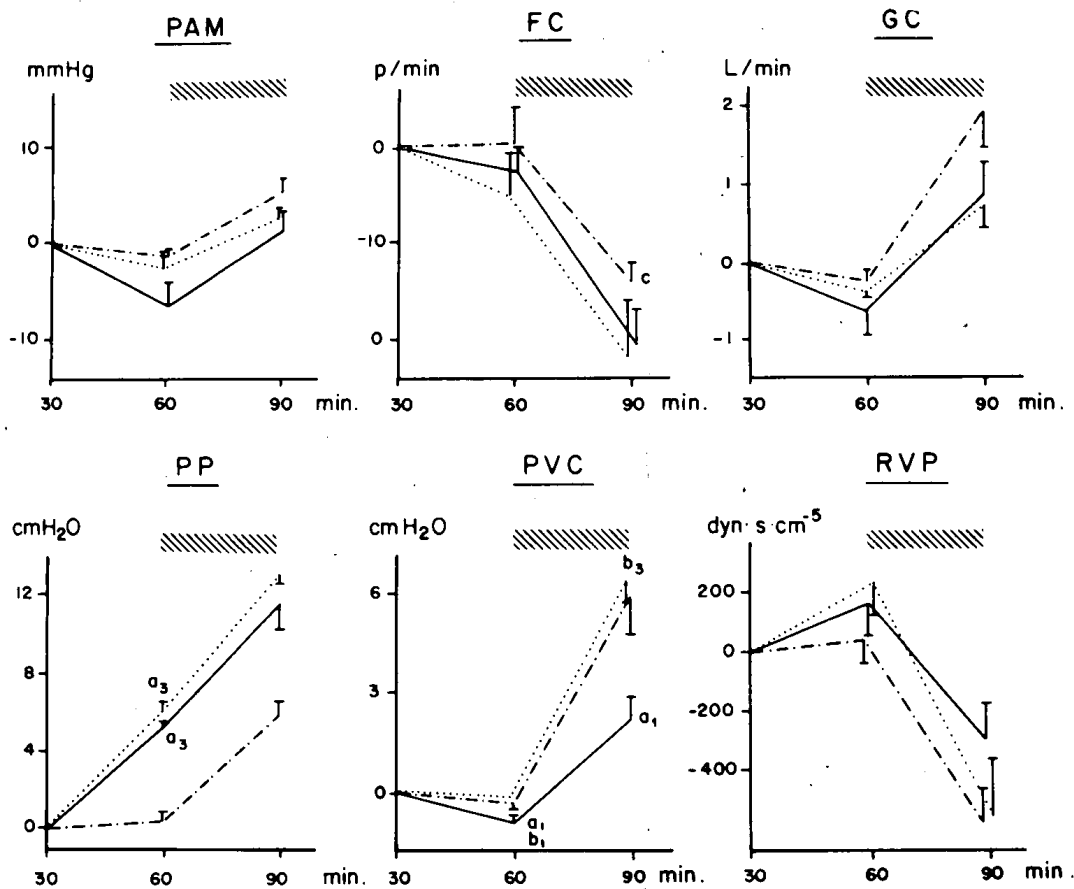 PAM
mmHg
10
0
-10
30 60 90 min.
FC
p/min
0
-10
0
c
30 60 90 min.
GC
L/min
2
1
0
-1
30 60 90 min.
PP
cmH₂O
12
8
4
0
a₃
a₃
30 60 90 min.
PVC
cmH₂O
6
3
0
b₃
a₁
a₁
b₁
30 60 90 min.
RVP
dyn·s·cm⁻⁵
200
0
-200
-400
30 60 90 min.